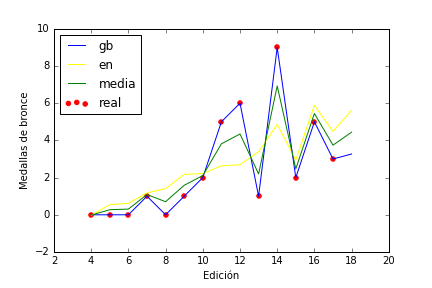 10
8
6
4
2
0
−2
Medallas de bronce
gb
en
media
real
2 4 6 8 10 12 14 16 18 20
Edición